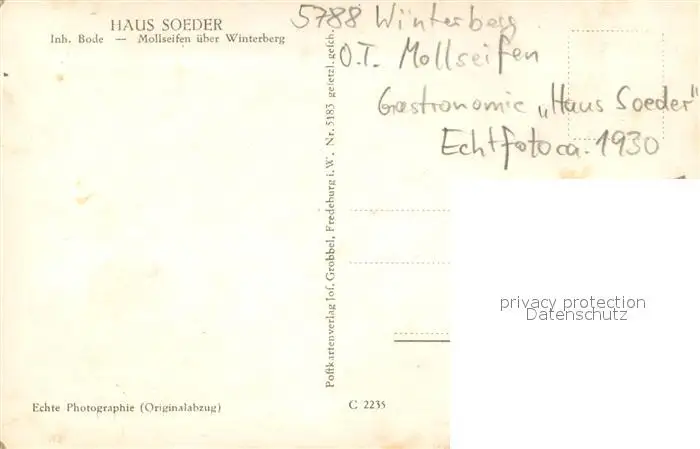 HAUS SOEDER
Inh. Bode — Mollseifen über Winterberg
5788 Winterberg
O.T. Mollseifen
Gastronomie „Haus Soeder"
Echtfoto ca. 1930
Postkartenverlag Jos. Grobbel, Fredeburg i. W. Nr. 5183 gesetzl. gesch.
privacy protection
Datenschutz
Echte Photographie (Originalabzug)
C 2235